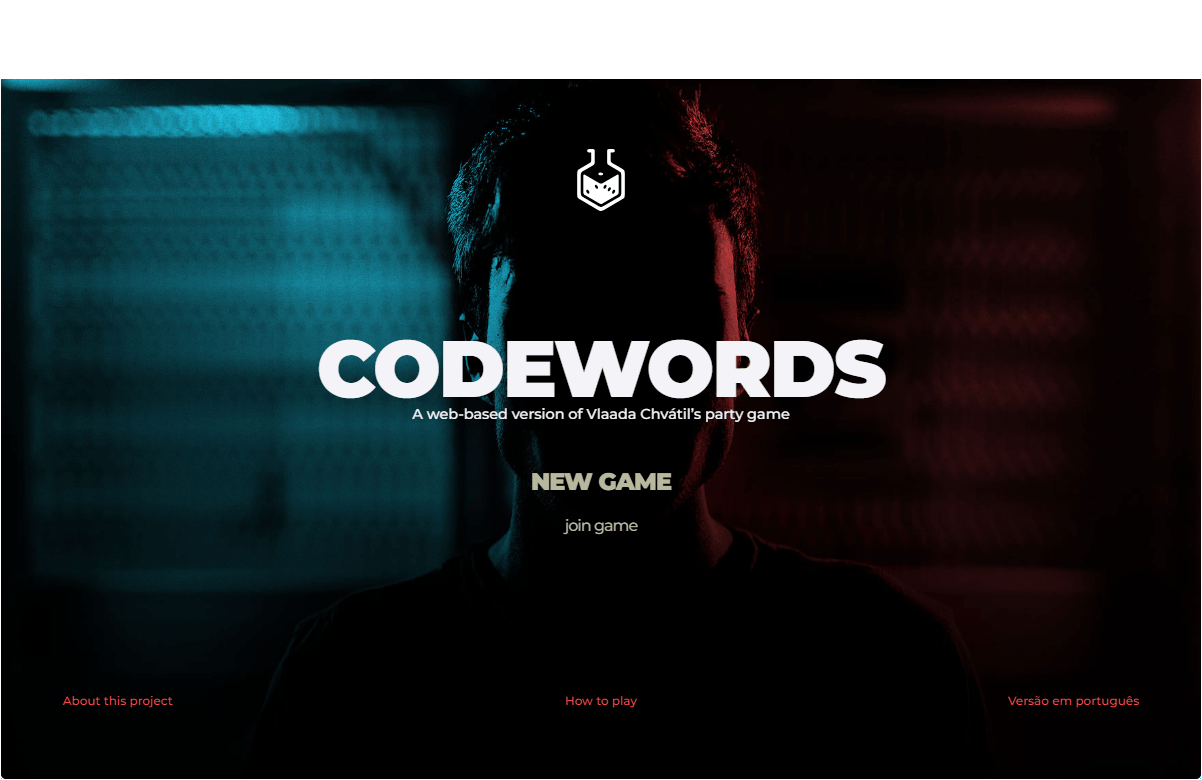 CODEWORDS
A web-based version of Vlaada Chvátil's party game
NEW GAME
join game
About this project
How to play
Versão em português